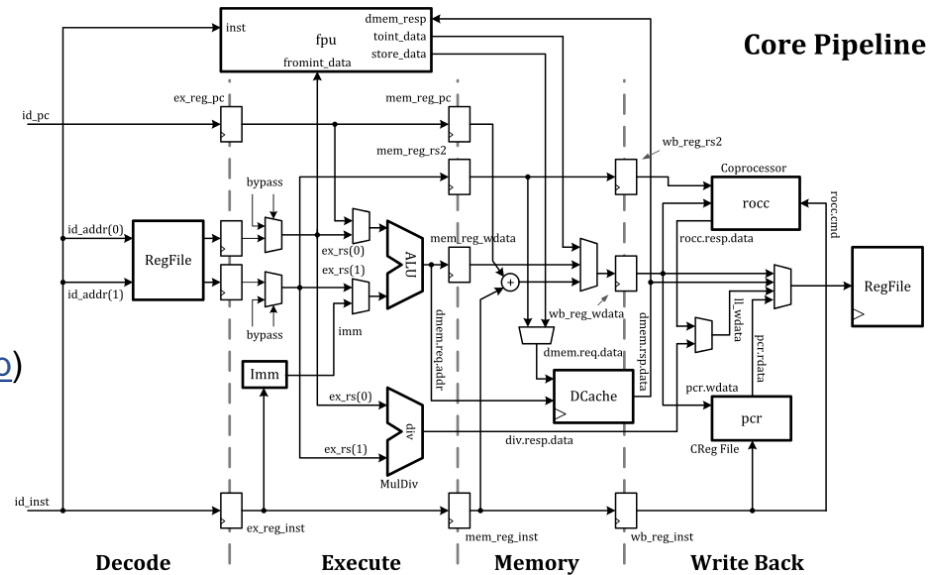 Core Pipeline
inst
fpu
dmem_resp
toint_data
store_data
fromint_data
id_pc
ex_reg_pc
mem_reg_pc
mem_reg_rs2
wb_reg_rs2
Coprocessor
rocc
rocc.cmd
rocc.resp.data
bypass
id_addr(0)
RegFile
id_addr(1)
bypass
ex_rs(0)
ex_rs(1)
ALU
imm
mem_reg_wdata
+
wb_reg_wdata
RegFile
ll_wdata
pcr.rdata
dmem.req.addr
dmem.req.data
dmem.rsp.data
DCache
o)
Imm
ex_rs(0)
ex_rs(1)
div
MulDiv
div.resp.data
pcr.wdata
pcr
CReg File
id_inst
ex_reg_inst
mem_reg_inst
wb_reg_inst
Decode
Execute
Memory
Write Back